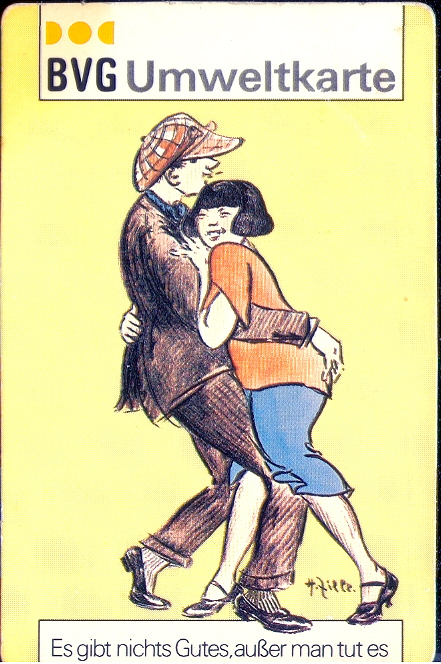 BVG Umweltkarte
H. Zille.
Es gibt nichts Gutes, außer man tut es